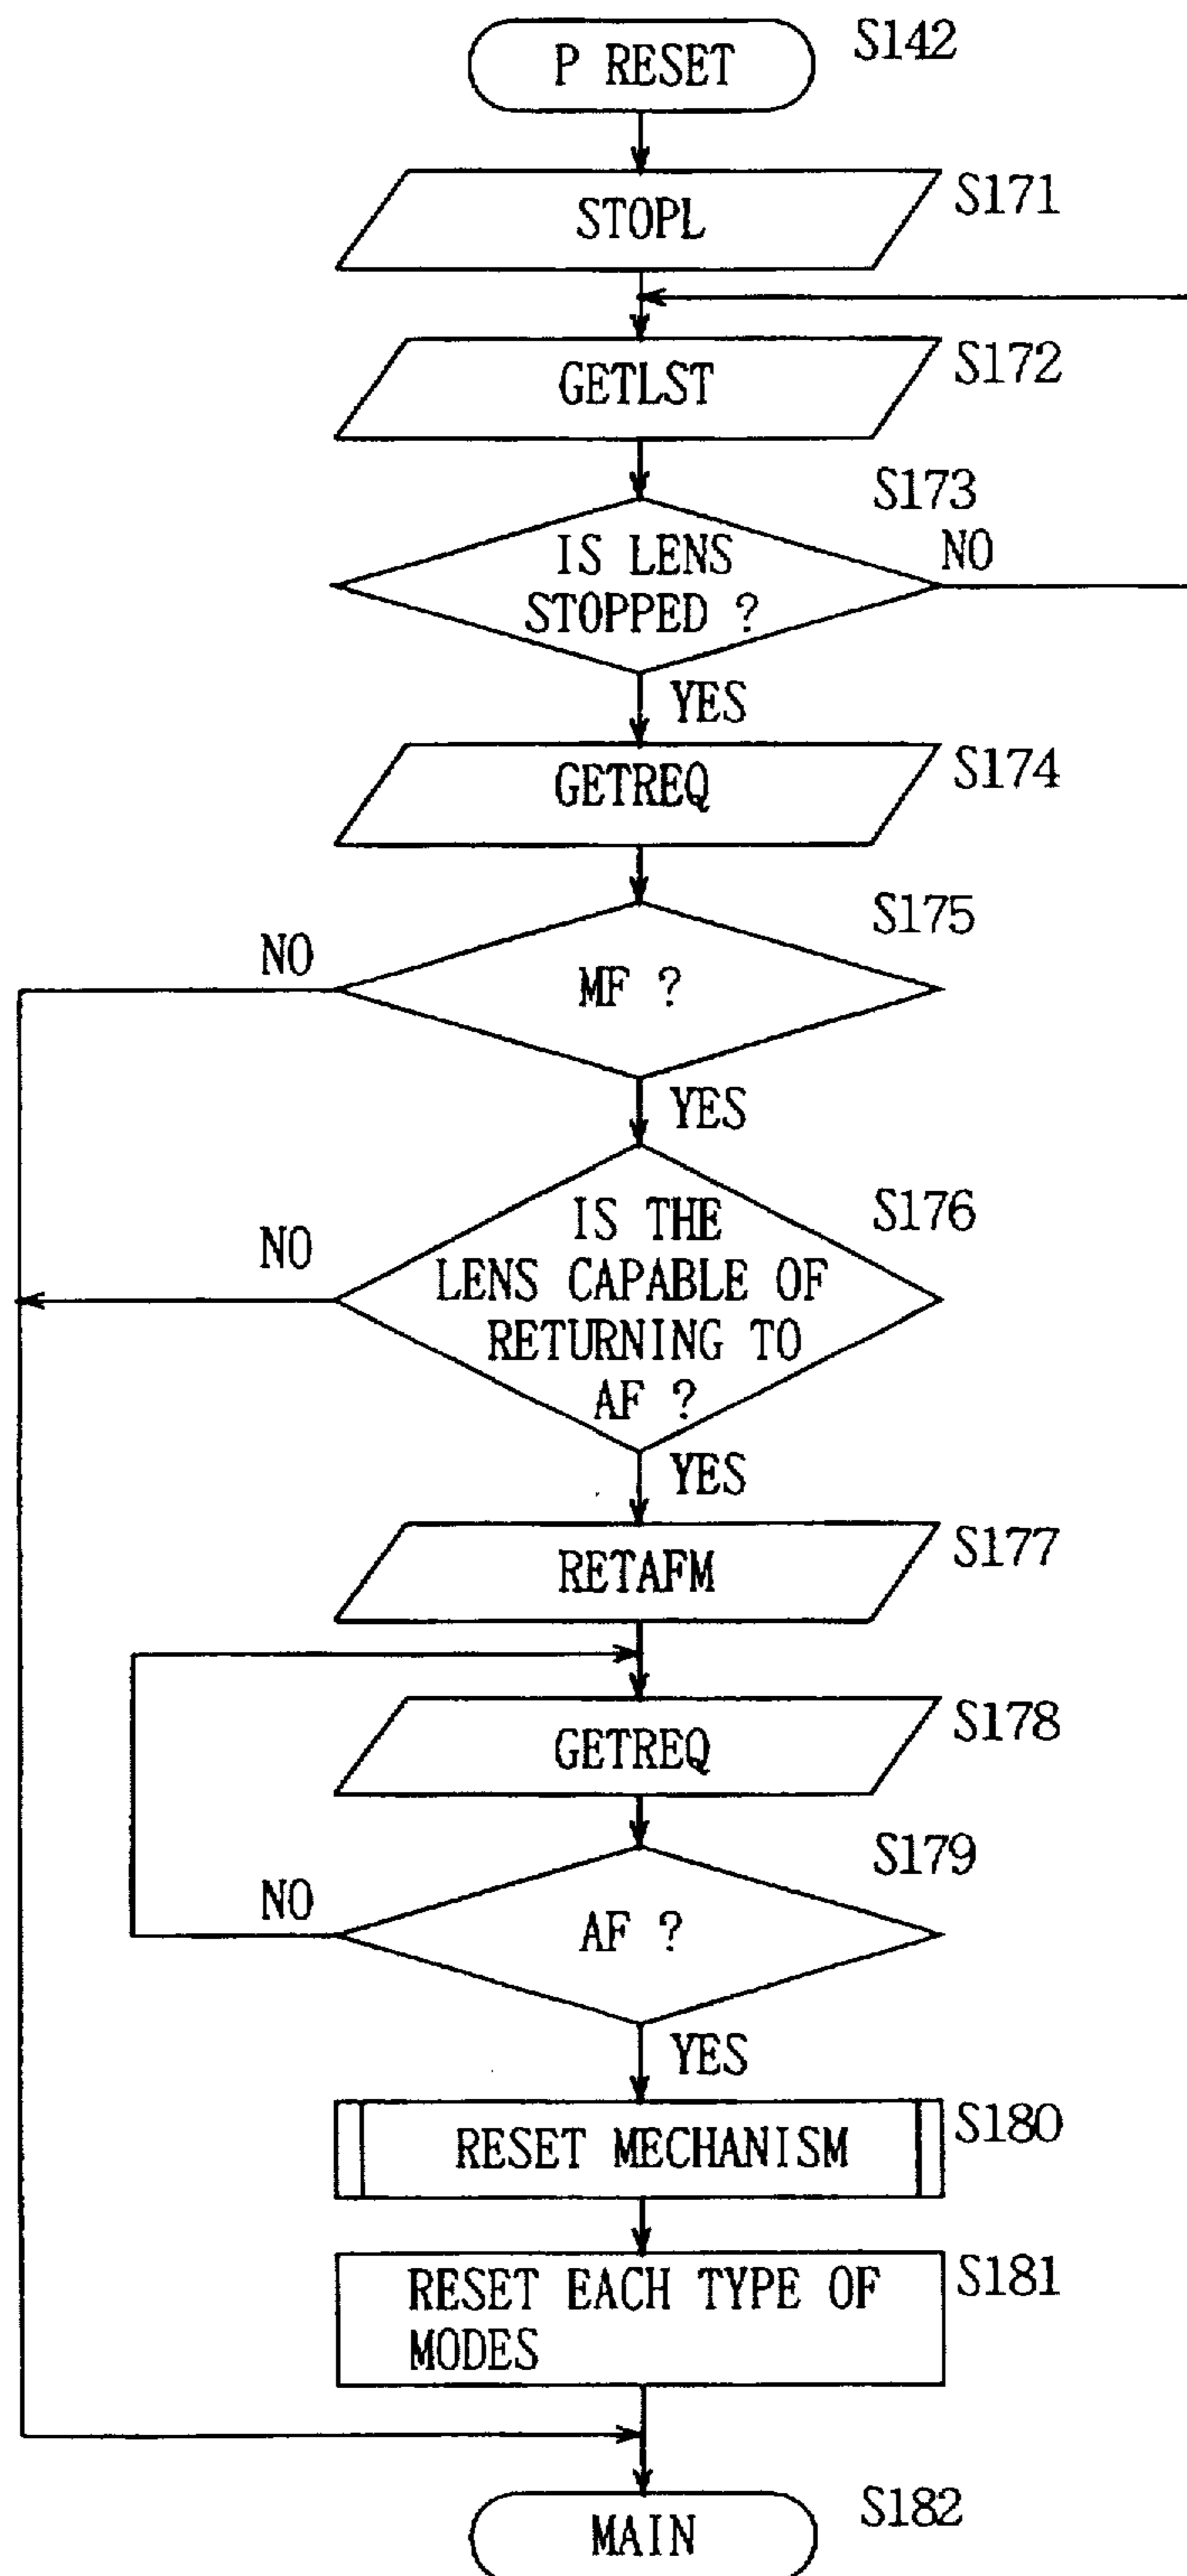 P RESET
S142
STOPL
S171
GETLST
S172
S173
IS LENS
STOPPED ?
NO
YES
GETREQ
S174
S175
NO
MF ?
YES
S176
NO
IS THE
LENS CAPABLE OF
RETURNING TO
AF ?
YES
RETAFM
S177
GETREQ
S178
S179
NO
AF ?
YES
RESET MECHANISM
S180
RESET EACH TYPE OF
MODES
S181
MAIN
S182